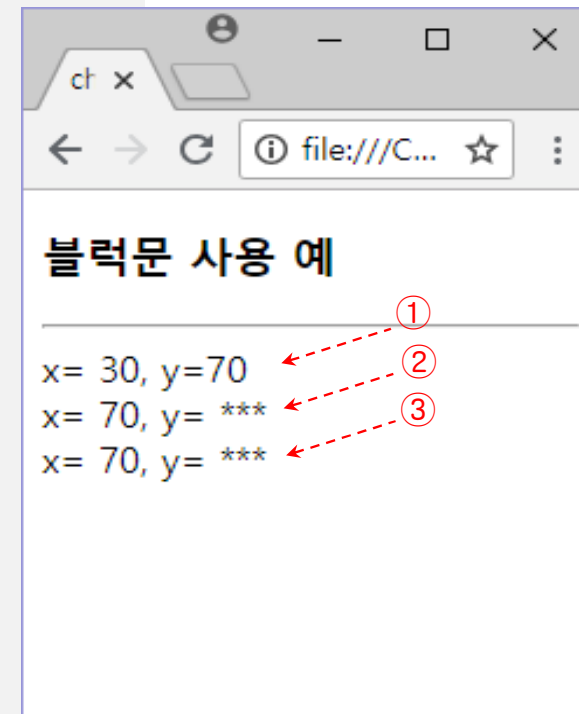 ch
file:///C...
블럭문 사용 예
①
x= 30, y=70
②
x= 70, y= ***
③
x= 70, y= ***